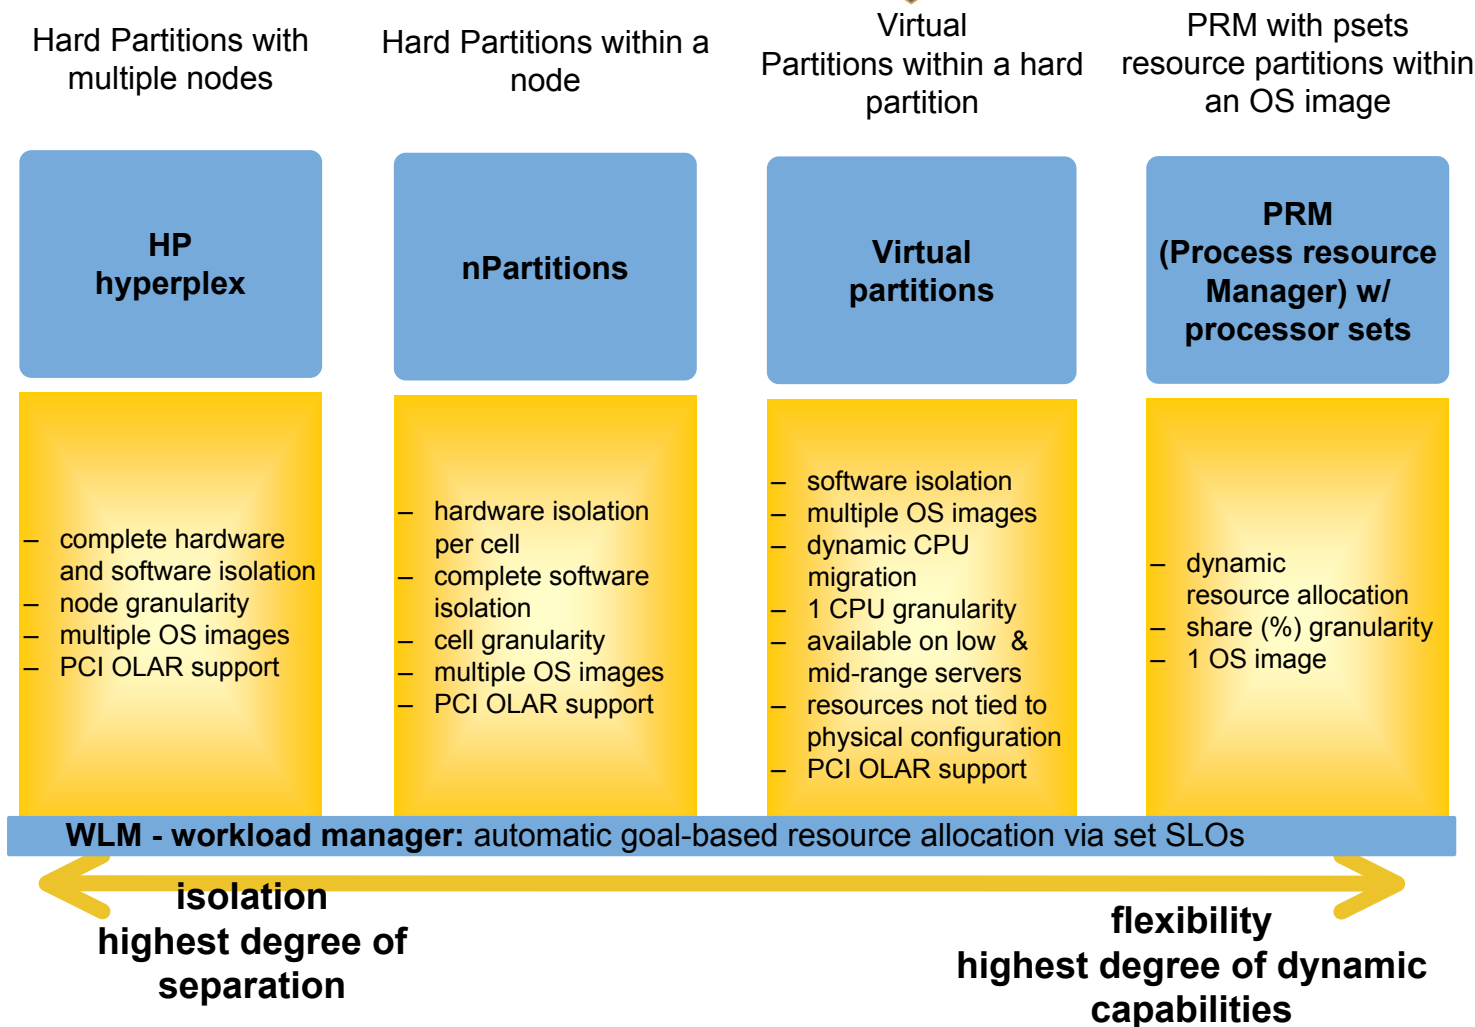 Hard Partitions with
multiple nodes
Hard Partitions within a
node
Virtual
Partitions within a hard
partition
PRM with psets
resource partitions within
an OS image
HP
hyperplex
nPartitions
Virtual
partitions
PRM
(Process resource
Manager) w/
processor sets
– complete hardware
and software isolation
– node granularity
– multiple OS images
– PCI OLAR support
– hardware isolation
per cell
– complete software
isolation
– cell granularity
– multiple OS images
– PCI OLAR support
– software isolation
– multiple OS images
– dynamic CPU
migration
– 1 CPU granularity
– available on low &
mid-range servers
– resources not tied to
physical configuration
– PCI OLAR support
– dynamic
resource allocation
– share (%) granularity
– 1 OS image
WLM - workload manager: automatic goal-based resource allocation via set SLOs
isolation
highest degree of
separation
flexibility
highest degree of dynamic
capabilities